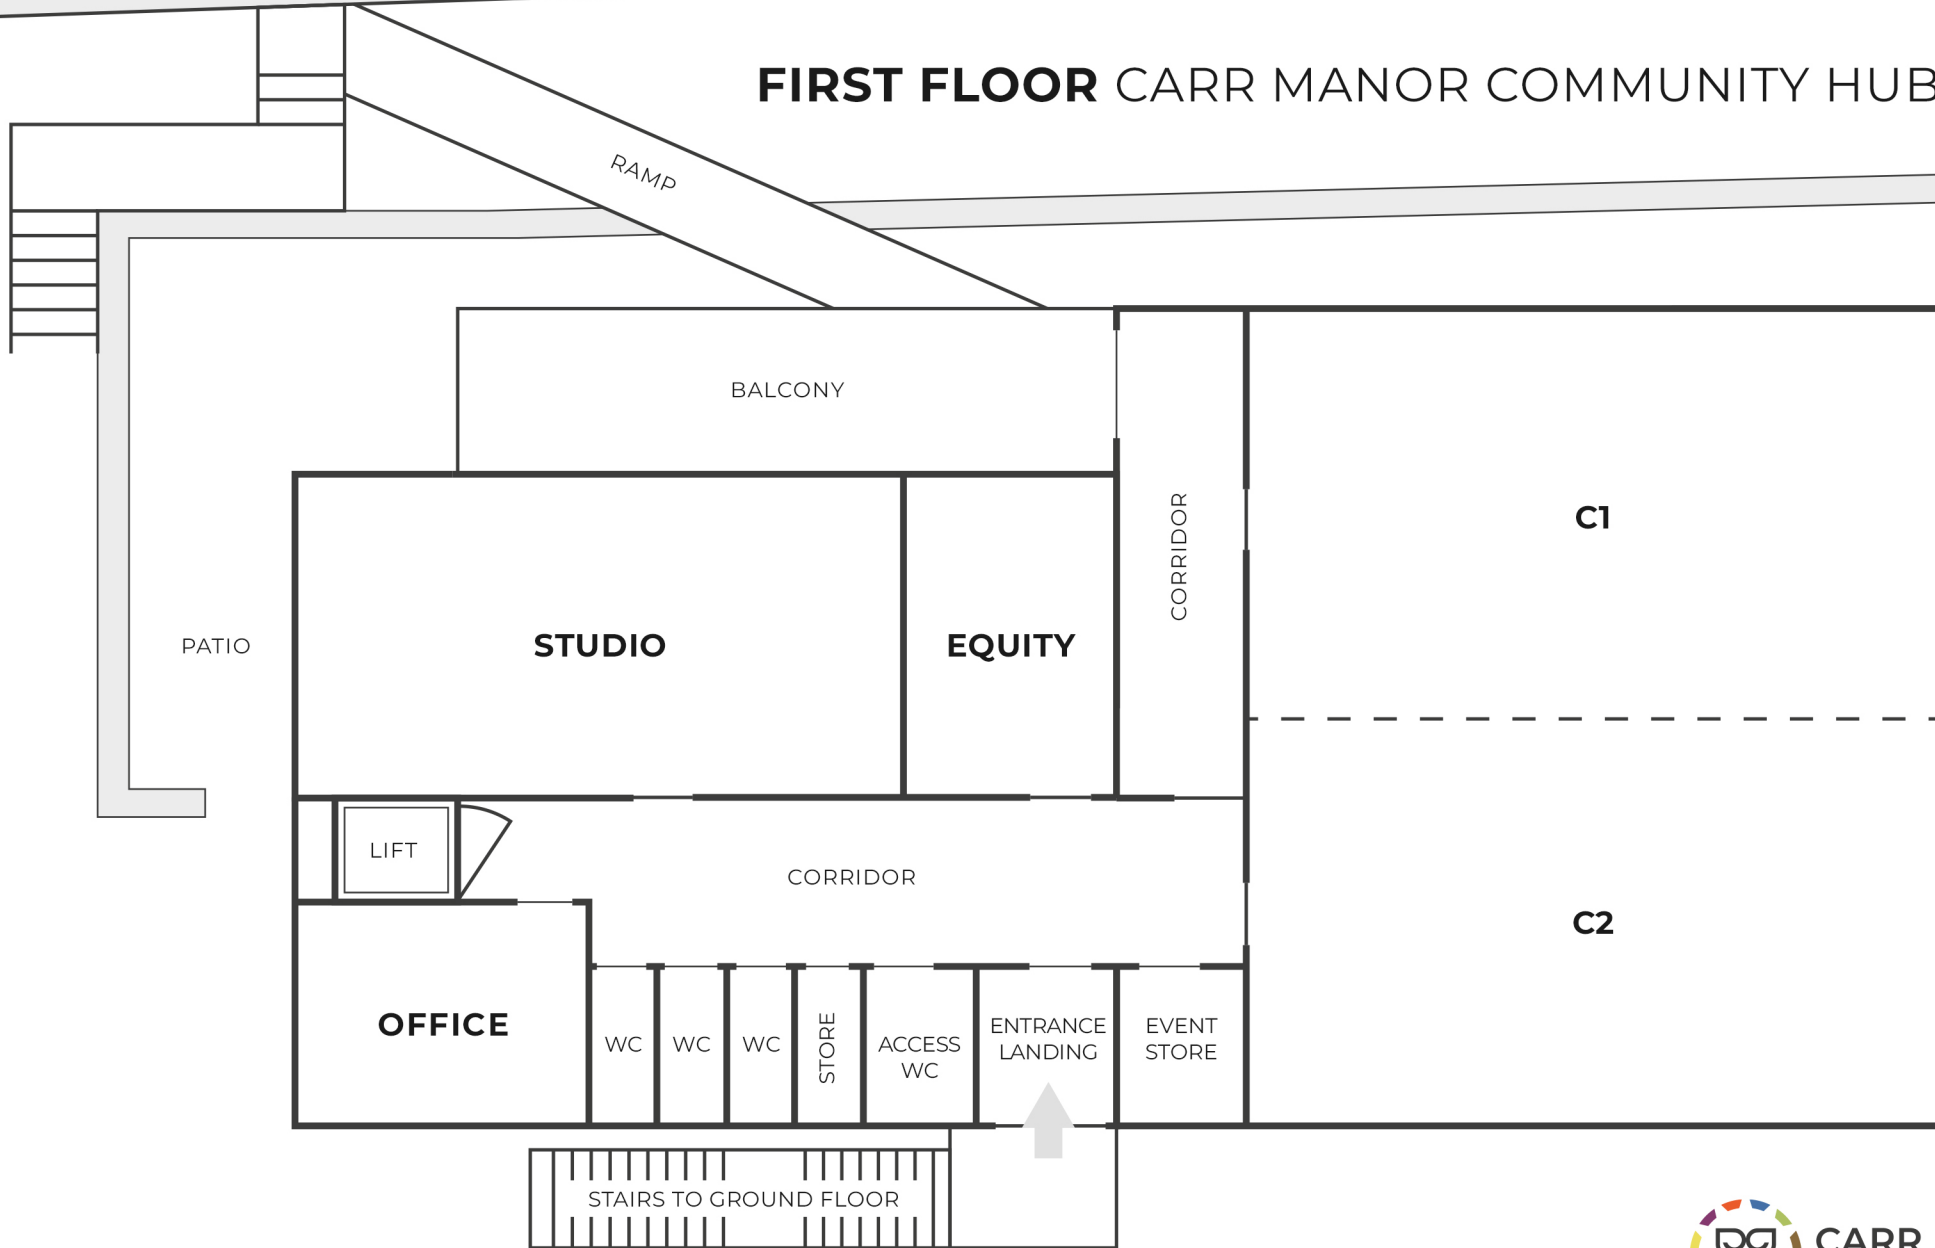 FIRST FLOOR CARR MANOR COMMUNITY HUB
RAMP
BALCONY
CORRIDOR
C1
PATIO
STUDIO
EQUITY
LIFT
CORRIDOR
C2
OFFICE
WC
WC
WC
STORE
ACCESS
WC
ENTRANCE
LANDING
EVENT
STORE
STAIRS TO GROUND FLOOR
CARR